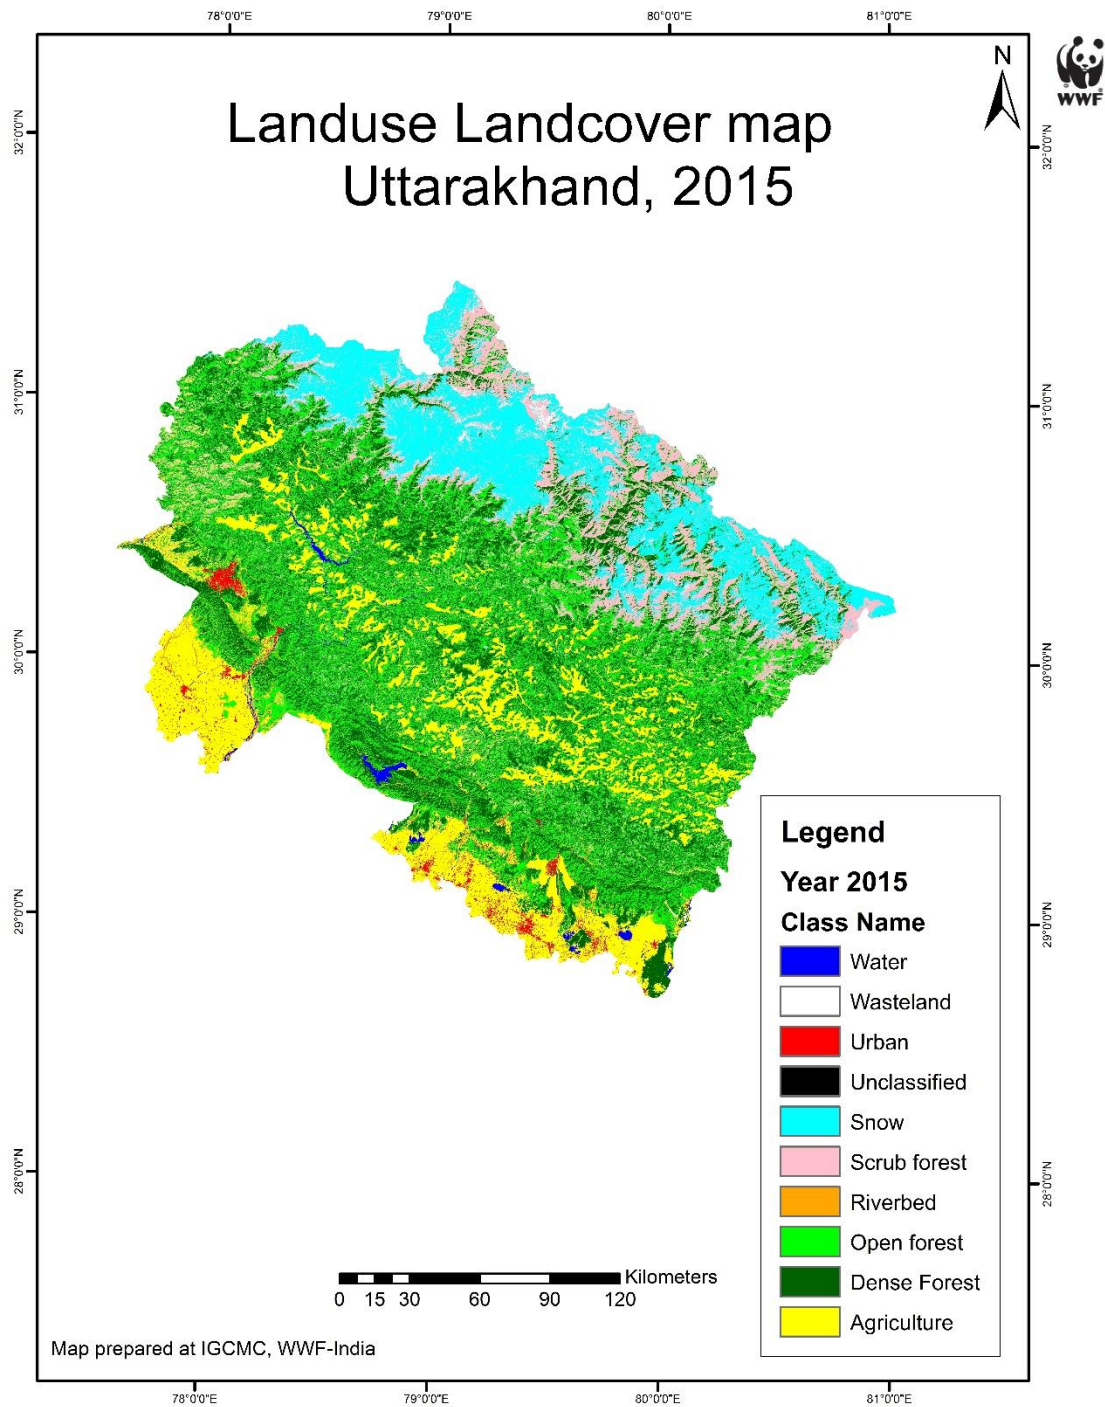 78°0'0"E 79°0'0"E 80°0'0"E 81°0'0"E
N
WWF
Landuse Landcover map
Uttarakhand, 2015
32°0'0"N 32°0'0"N
31°0'0"N 31°0'0"N
30°0'0"N 30°0'0"N
29°0'0"N 29°0'0"N
28°0'0"N 28°0'0"N
Legend
Year 2015
Class Name
Water
Wasteland
Urban
Unclassified
Snow
Scrub forest
Riverbed
Open forest
Dense Forest
Agriculture
Kilometers
0 15 30 60 90 120
Map prepared at IGCMC, WWF-India
78°0'0"E 79°0'0"E 80°0'0"E 81°0'0"E